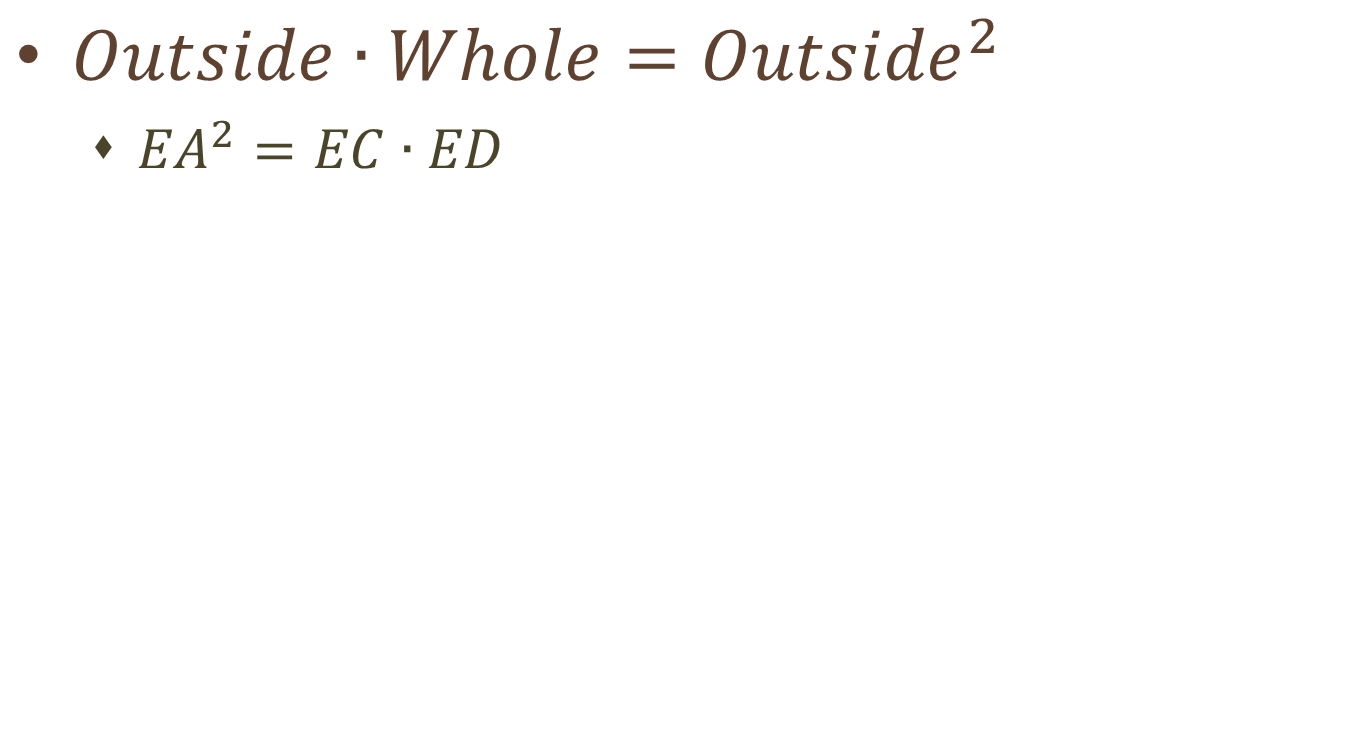 • Outside · Whole = Outside²
♦ EA² = EC · ED